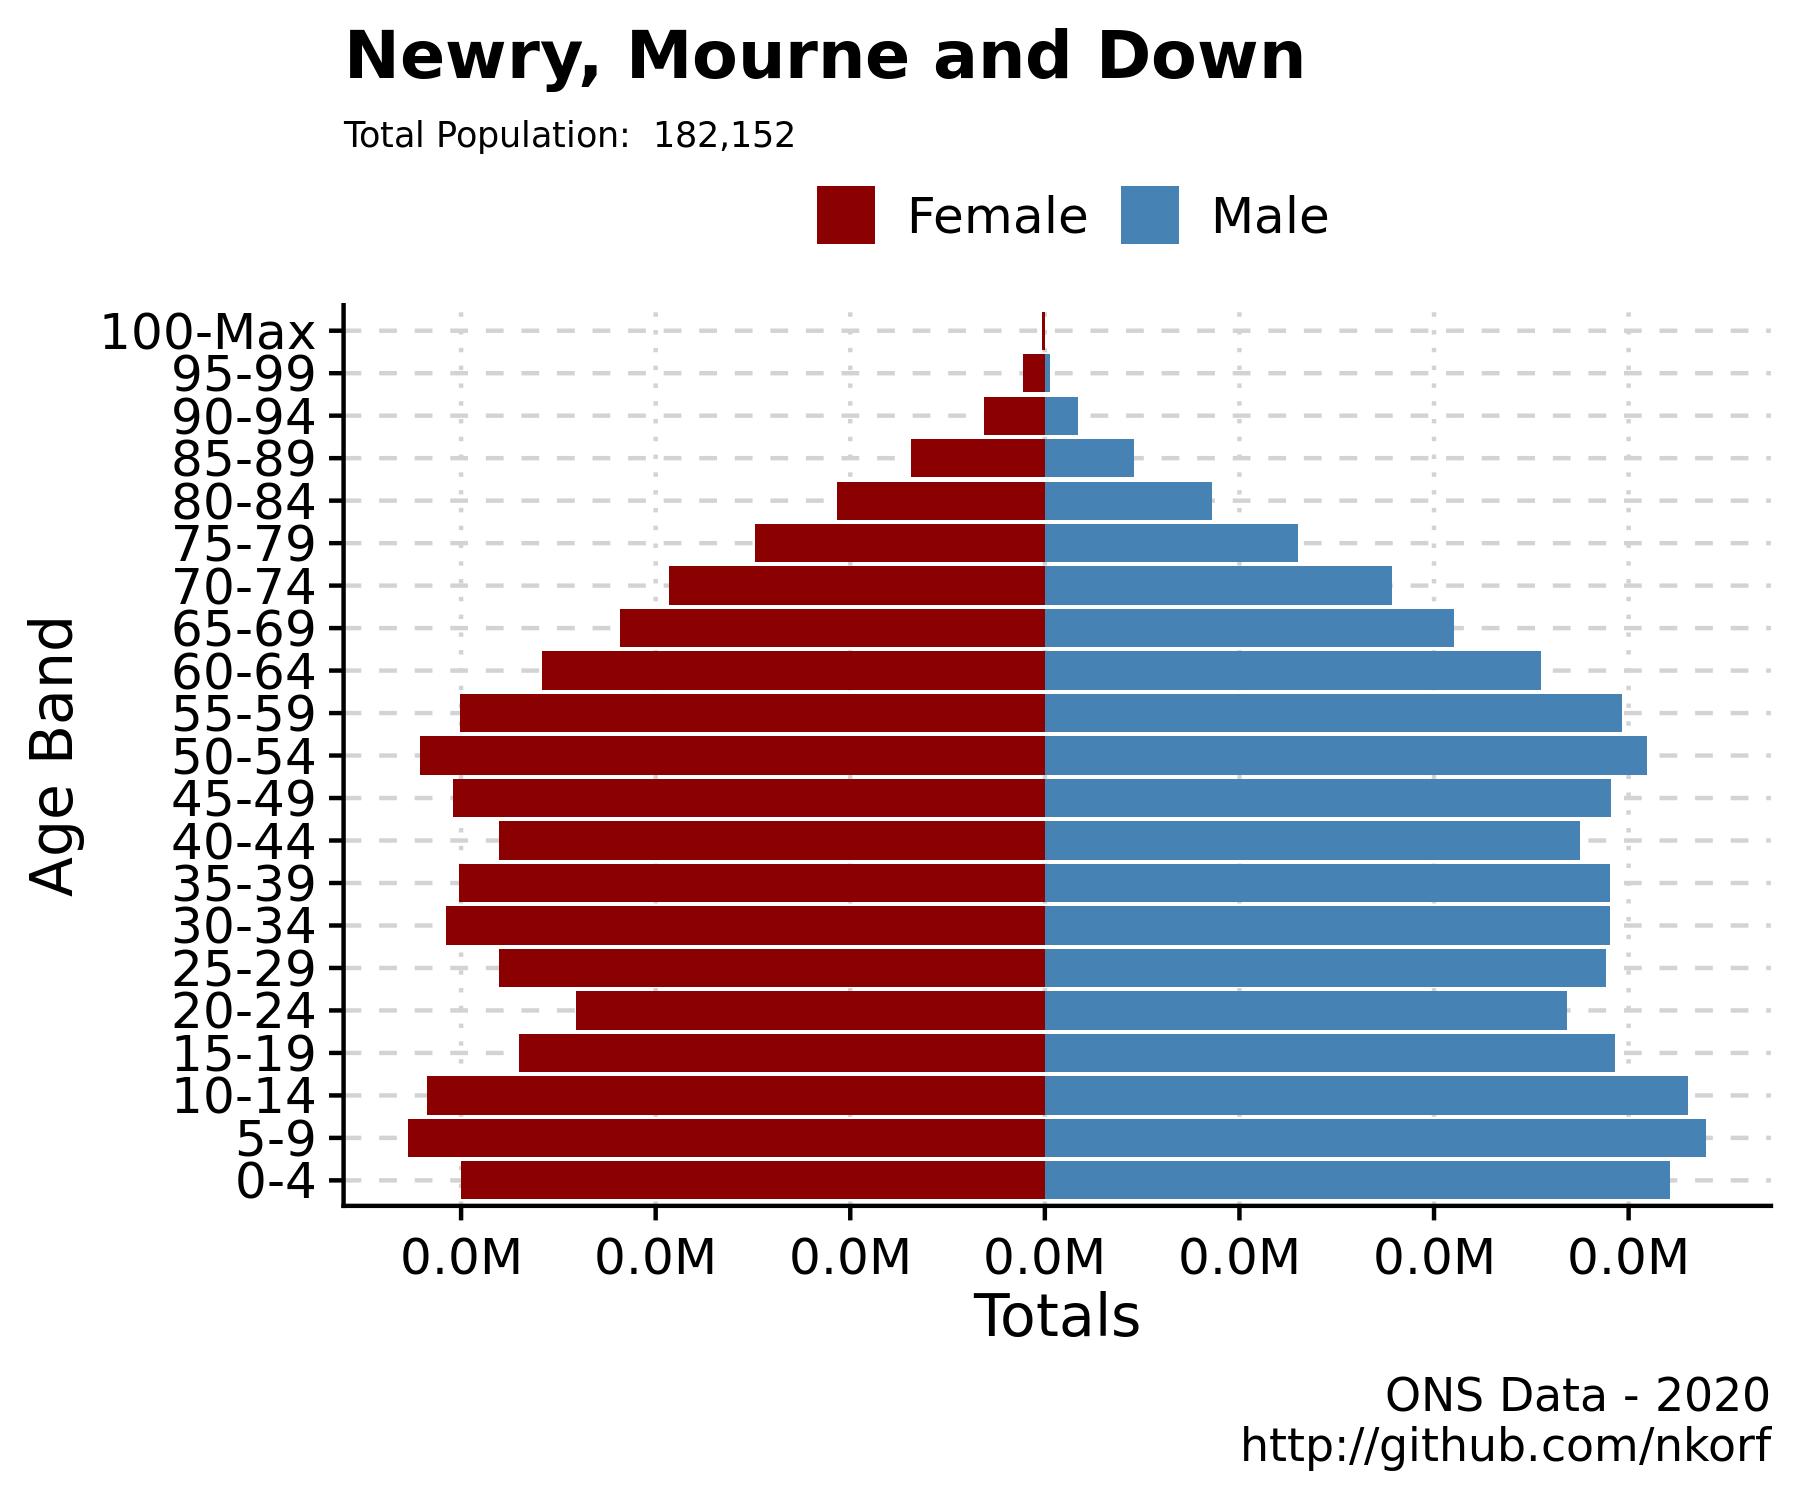 Newry, Mourne and Down
Total Population:  182,152
Female Male
100-Max
95-99
90-94
85-89
80-84
75-79
70-74
65-69
60-64
55-59
50-54
45-49
40-44
35-39
30-34
25-29
20-24
15-19
10-14
5-9
0-4
Age Band
0.0M 0.0M 0.0M 0.0M 0.0M 0.0M 0.0M
Totals
ONS Data - 2020
http://github.com/nkorf